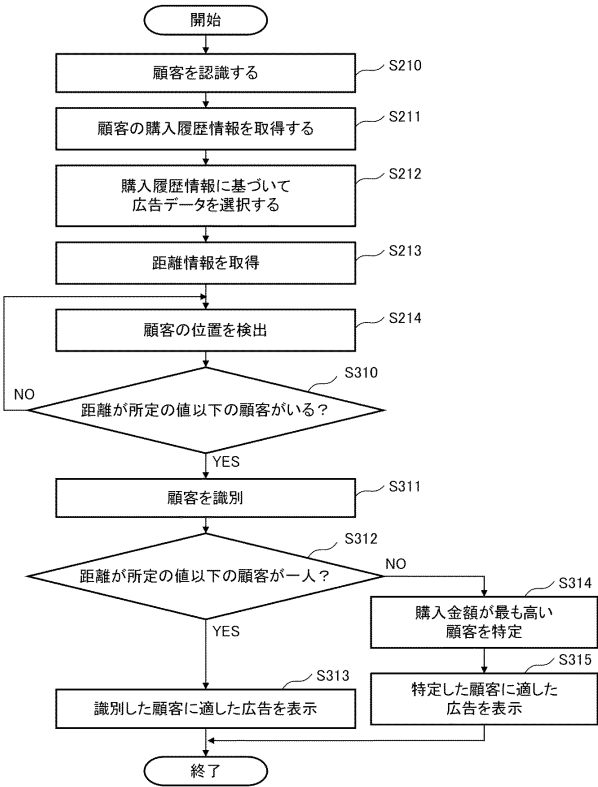 開始
顧客を認識する
S210
顧客の購入履歴情報を取得する
S211
購入履歴情報に基づいて
広告データを選択する
S212
距離情報を取得
S213
顧客の位置を検出
S214
距離が所定の値以下の顧客がいる？
S310
NO
YES
顧客を識別
S311
距離が所定の値以下の顧客が一人？
S312
NO
YES
購入金額が最も高い
顧客を特定
S314
識別した顧客に適した広告を表示
S313
特定した顧客に適した
広告を表示
S315
終了